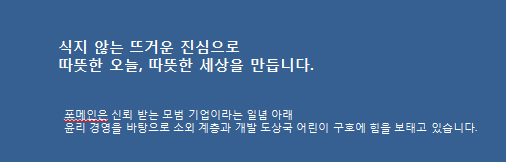 식지 않는 뜨거운 진심으로
따뜻한 오늘, 따뜻한 세상을 만듭니다.
포메인은 신뢰 받는 모범 기업이라는 일념 아래
윤리 경영을 바탕으로 소외 계층과 개발 도상국 어린이 구호에 힘을 보태고 있습니다.